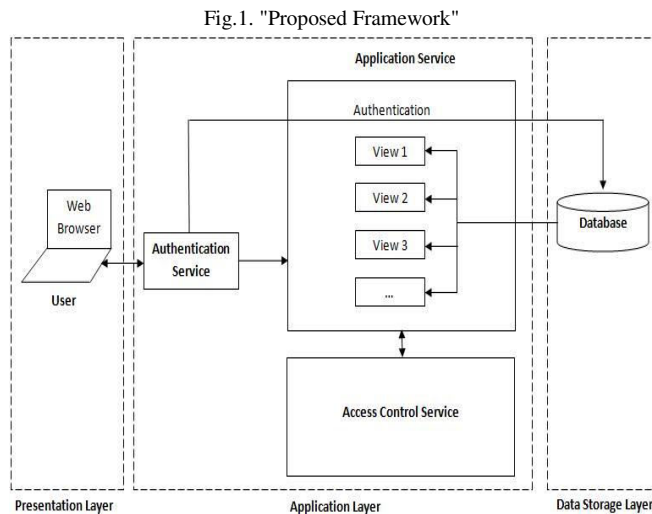 Fig.1. "Proposed Framework"
Application Service
Authentication
View 1
View 2
View 3
...
Web
Browser
User
Authentication
Service
Database
Access Control Service
Presentation Layer
Application Layer
Data Storage Layer